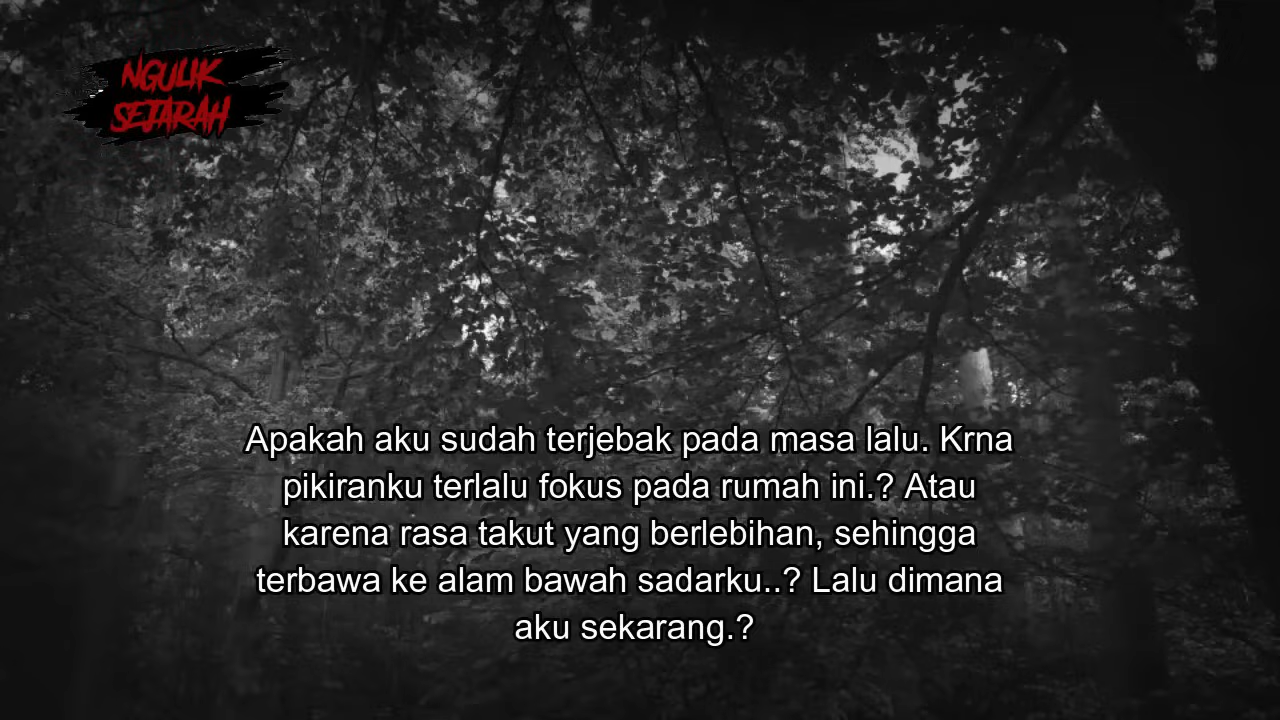 NGULIK
SEJARAH
Apakah aku sudah terjebak pada masa lalu. Krna
pikiranku terlalu fokus pada rumah ini.? Atau
karena rasa takut yang berlebihan, sehingga
terbawa ke alam bawah sadarku..? Lalu dimana
aku sekarang.?